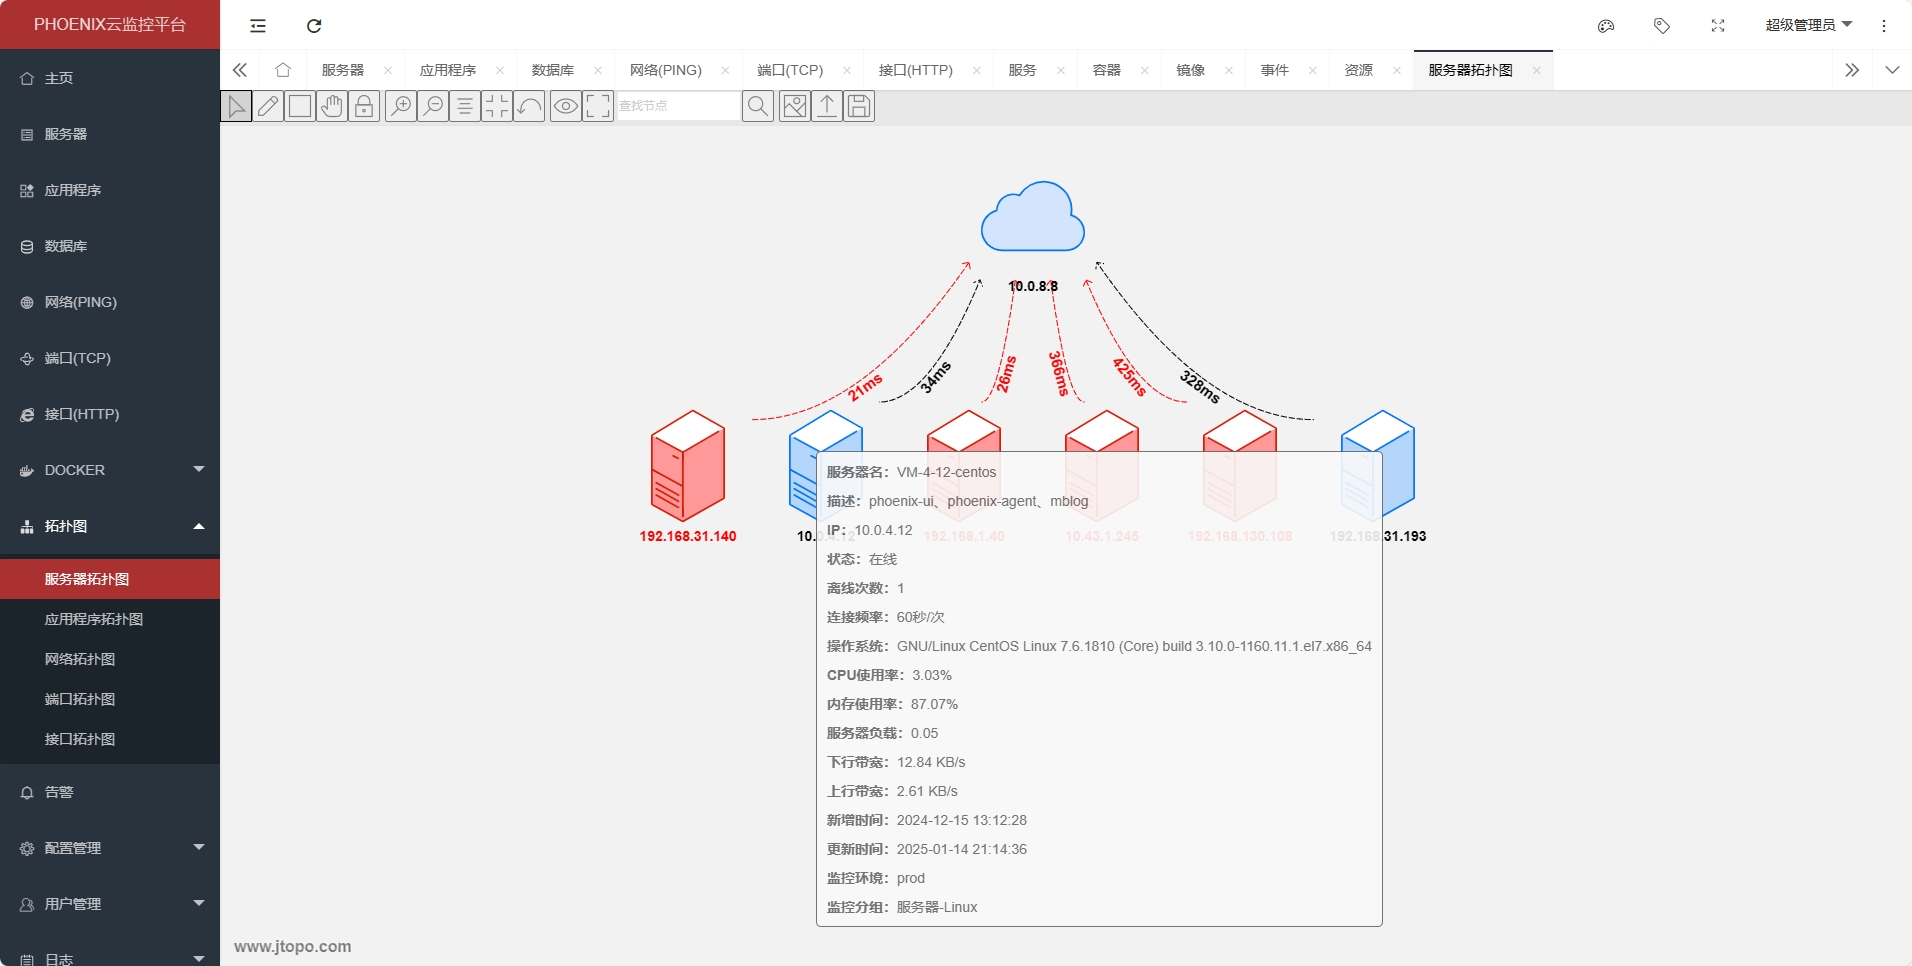 PHOENIX云监控平台
超级管理员
主页
服务器
应用程序
数据库
网络(PING)
端口(TCP)
接口(HTTP)
DOCKER
拓扑图
服务器拓扑图
应用程序拓扑图
网络拓扑图
端口拓扑图
接口拓扑图
告警
配置管理
用户管理
日志
服务器
应用程序
数据库
网络(PING)
端口(TCP)
接口(HTTP)
服务
容器
镜像
事件
资源
服务器拓扑图
查找节点
10.0.8.8
21ms
34ms
26ms
366ms
425ms
328ms
192.168.31.140
10.0.4.12
192.168.1.40
10.43.1.245
192.168.130.108
192.168.31.193
服务器名：VM-4-12-centos
描述：phoenix-ui、phoenix-agent、mblog
IP：10.0.4.12
状态：在线
离线次数：1
连接频率：60秒/次
操作系统：GNU/Linux CentOS Linux 7.6.1810 (Core) build 3.10.0-1160.11.1.el7.x86_64
CPU使用率：3.03%
内存使用率：87.07%
服务器负载：0.05
下行带宽：12.84 KB/s
上行带宽：2.61 KB/s
新增时间：2024-12-15 13:12:28
更新时间：2025-01-14 21:14:36
监控环境：prod
监控分组：服务器-Linux
www.jtopo.com